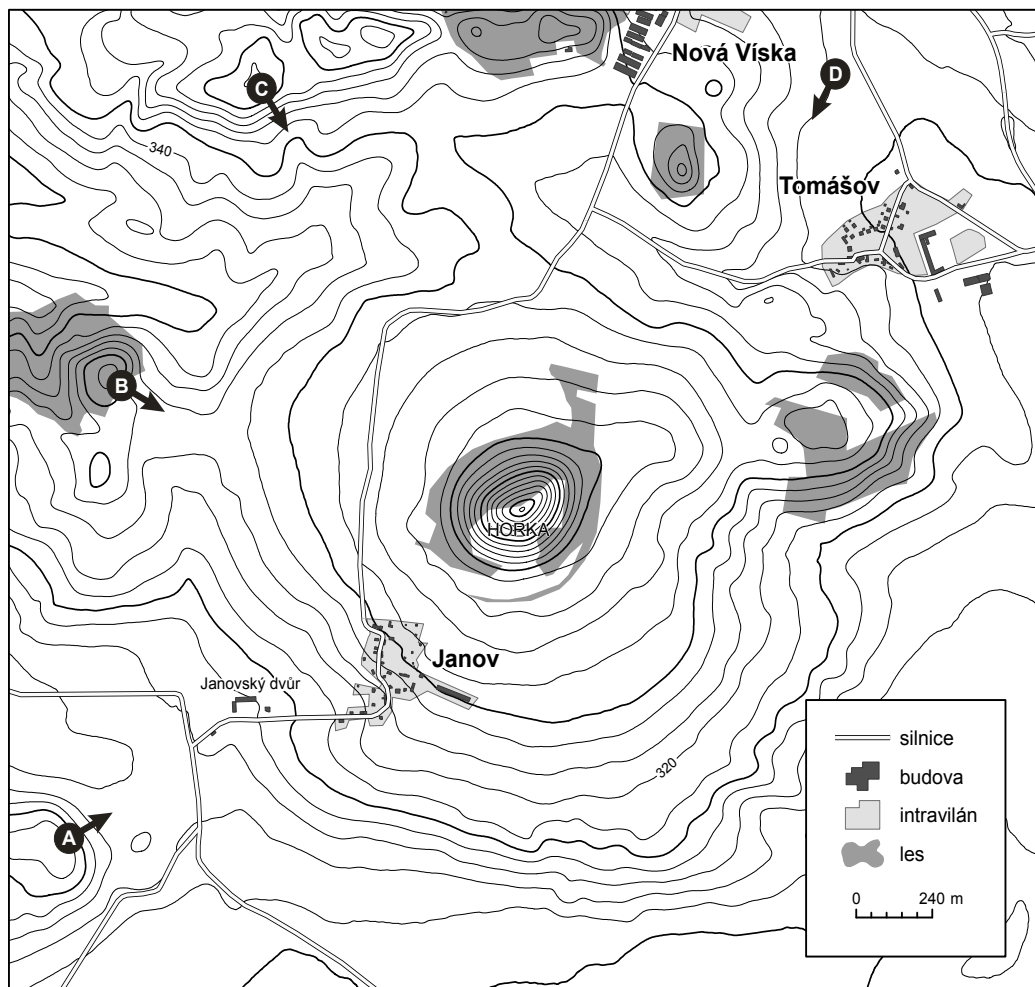 Nová Víska
C
D
340
Tomášov
B
HORKA
Janov
Janovský dvůr
320
A
silnice
budova
intravilán
les
0 240 m